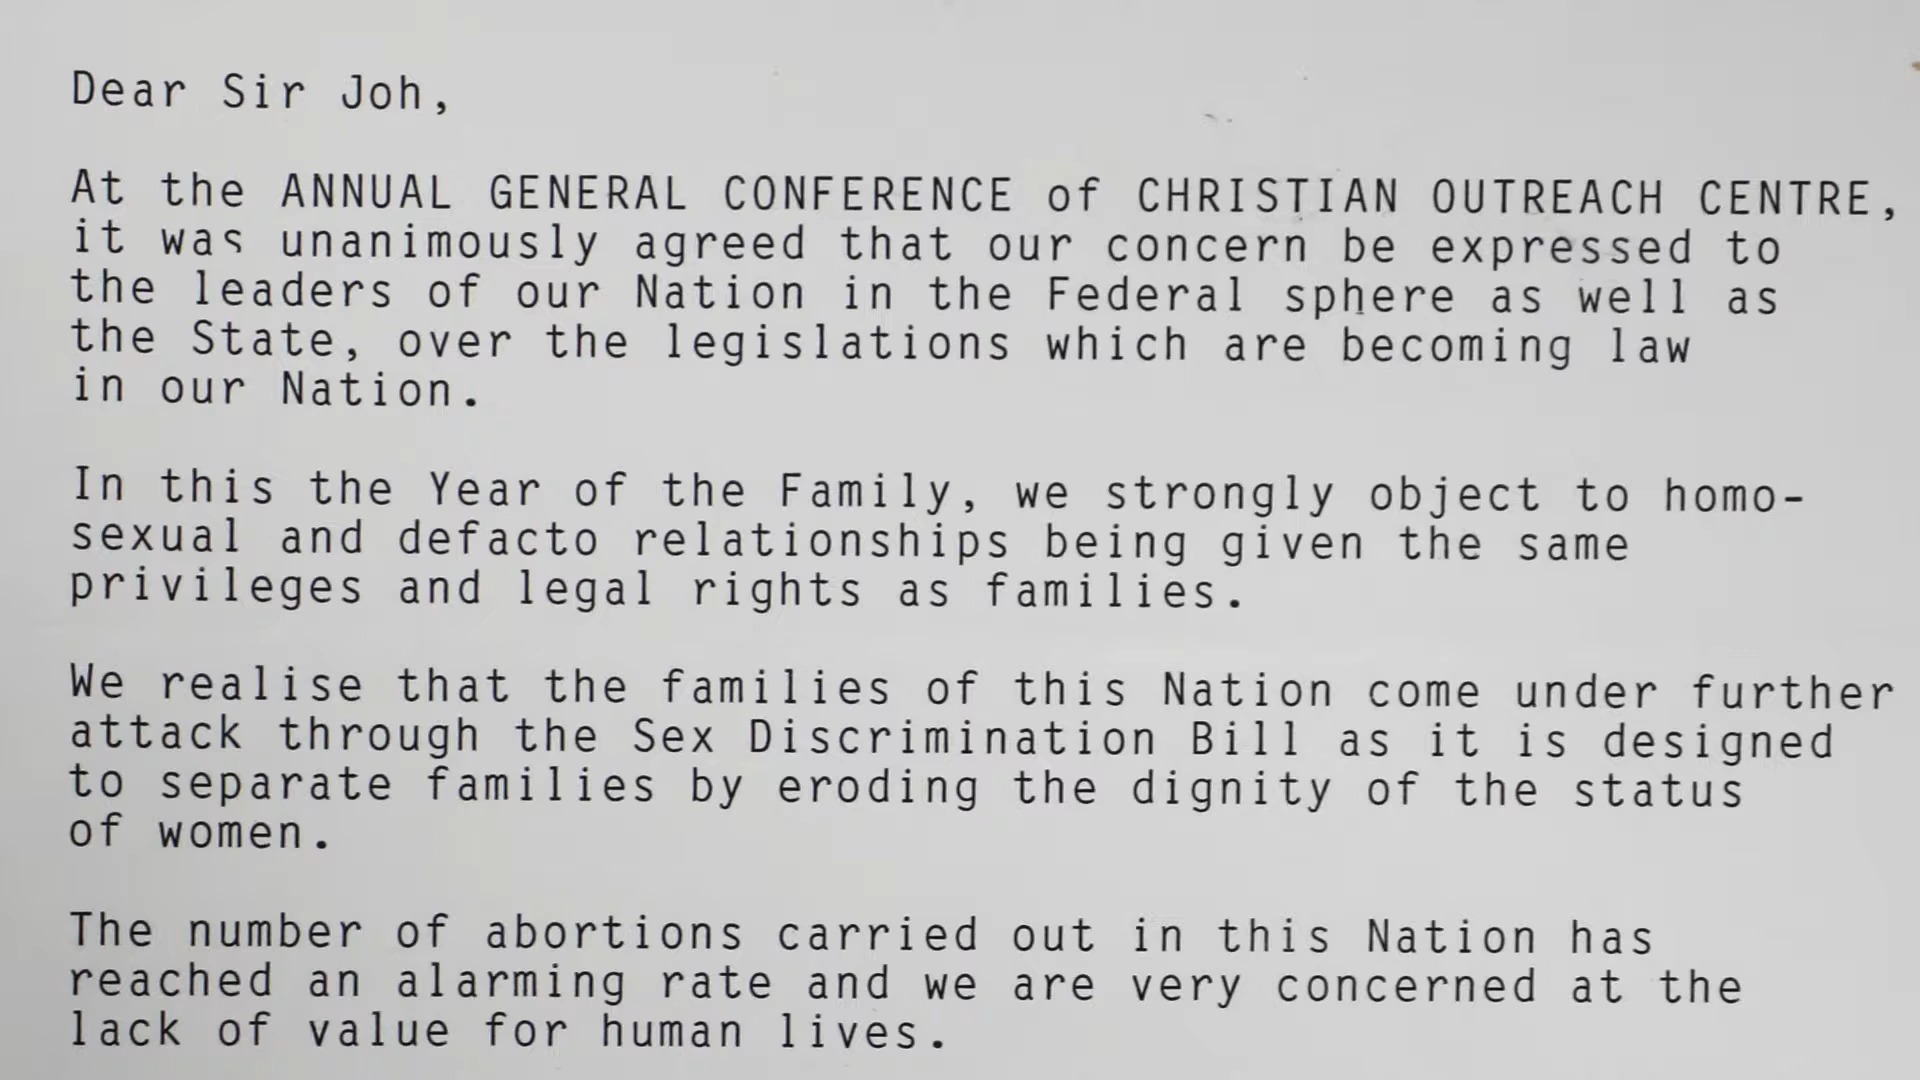 Dear Sir Joh,
At the ANNUAL GENERAL CONFERENCE of CHRISTIAN OUTREACH CENTRE,
it was unanimously agreed that our concern be expressed to
the leaders of our Nation in the Federal sphere as well as
the State, over the legislations which are becoming law
in our Nation.
In this the Year of the Family, we strongly object to homo-
sexual and defacto relationships being given the same
privileges and legal rights as families.
We realise that the families of this Nation come under further
attack through the Sex Discrimination Bill as it is designed
to separate families by eroding the dignity of the status
of women.
The number of abortions carried out in this Nation has
reached an alarming rate and we are very concerned at the
lack of value for human lives.